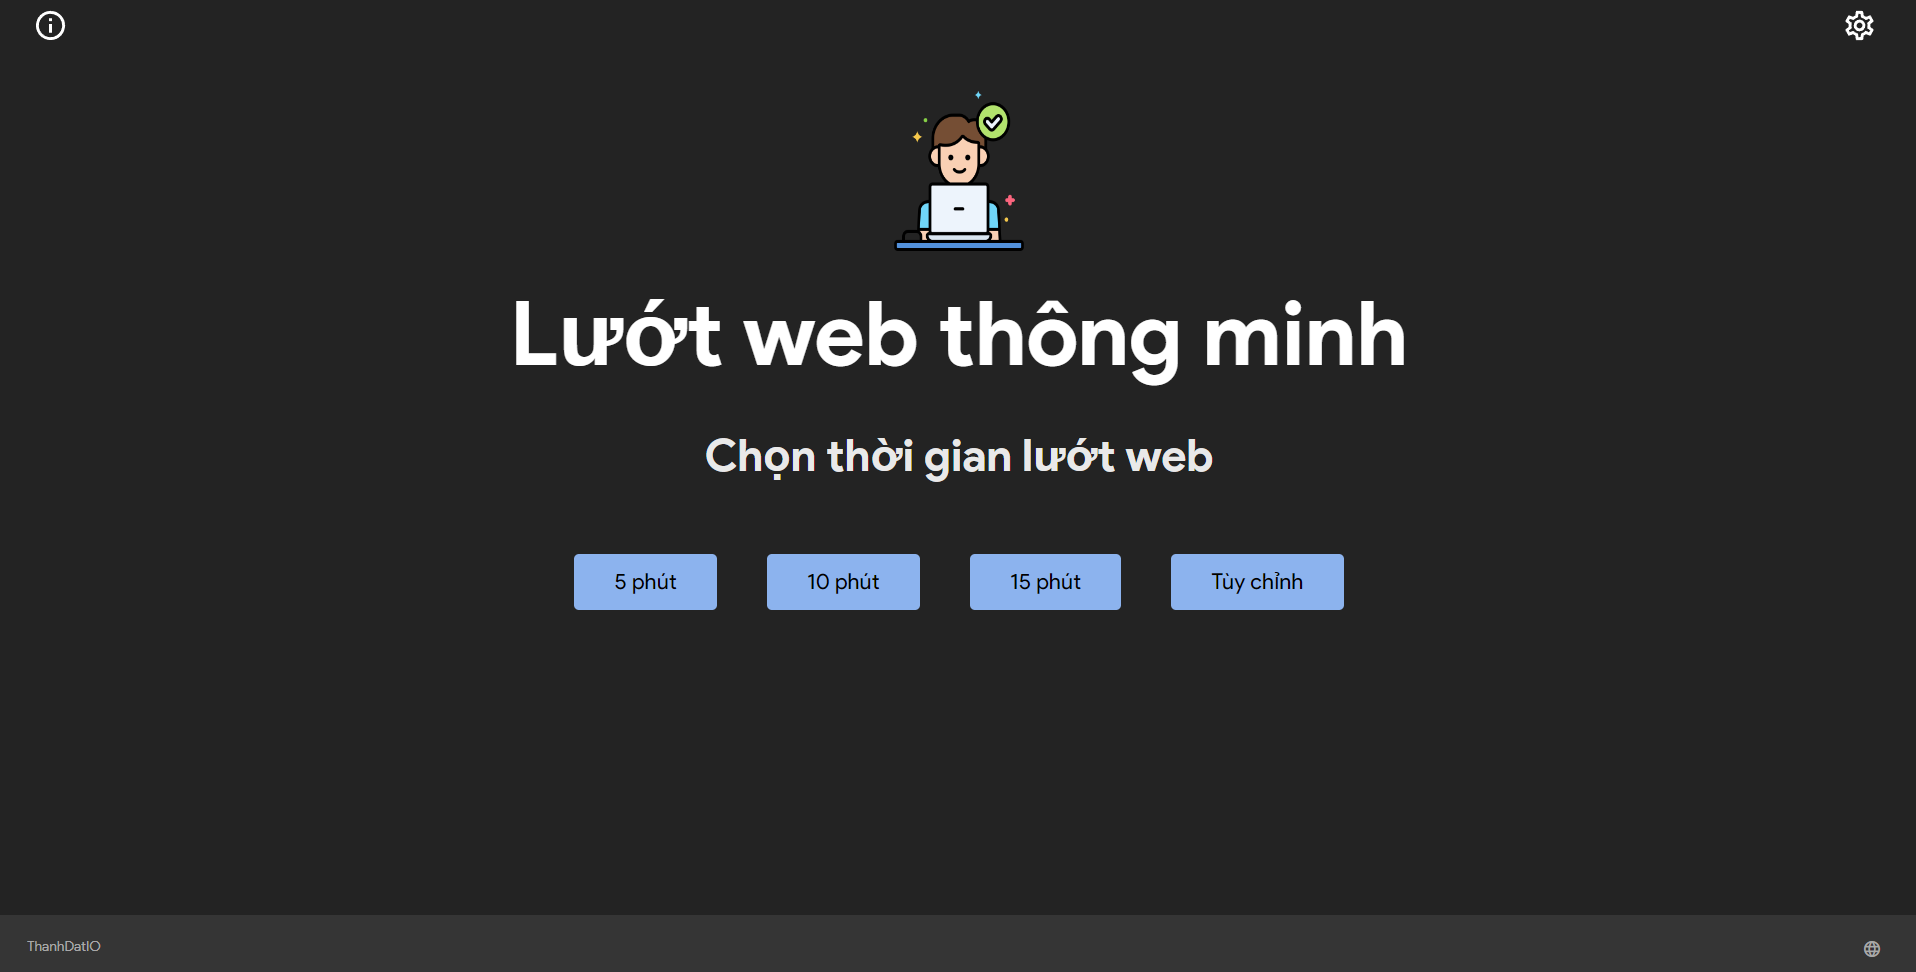 Lướt web thông minh
Chọn thời gian lướt web
5 phút
10 phút
15 phút
Tùy chỉnh
ThanhDatIO